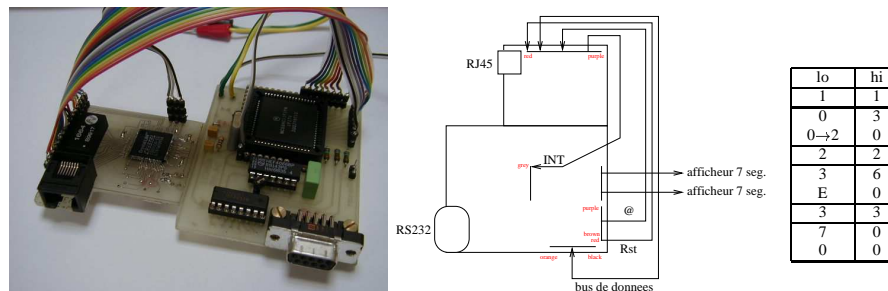 RJ45
red
purple
grey
INT
afficheur 7 seg.
afficheur 7 seg.
purple
@
RS232
brown
red
Rst
orange
black
bus de donnees
lo hi
1 1
0 3
0→2 0
2 2
3 6
E 0
3 3
7 0
0 0